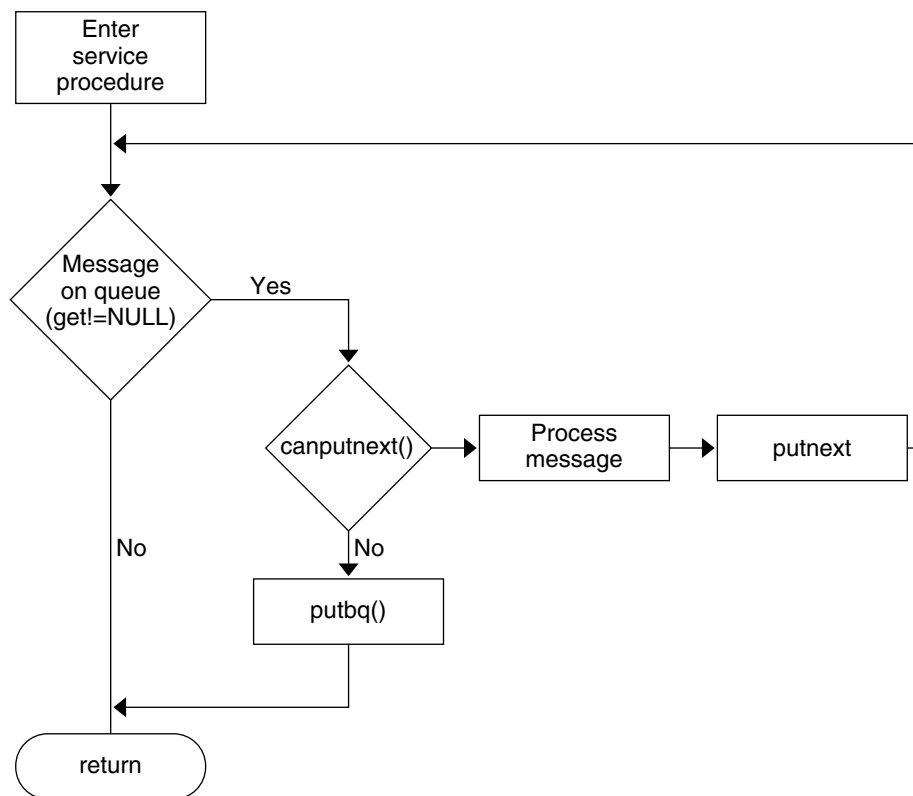 Enter
service
procedure
Message
on queue
(get!=NULL)
Yes
canputnext()
Process
message
putnext
No
No
putbq()
return